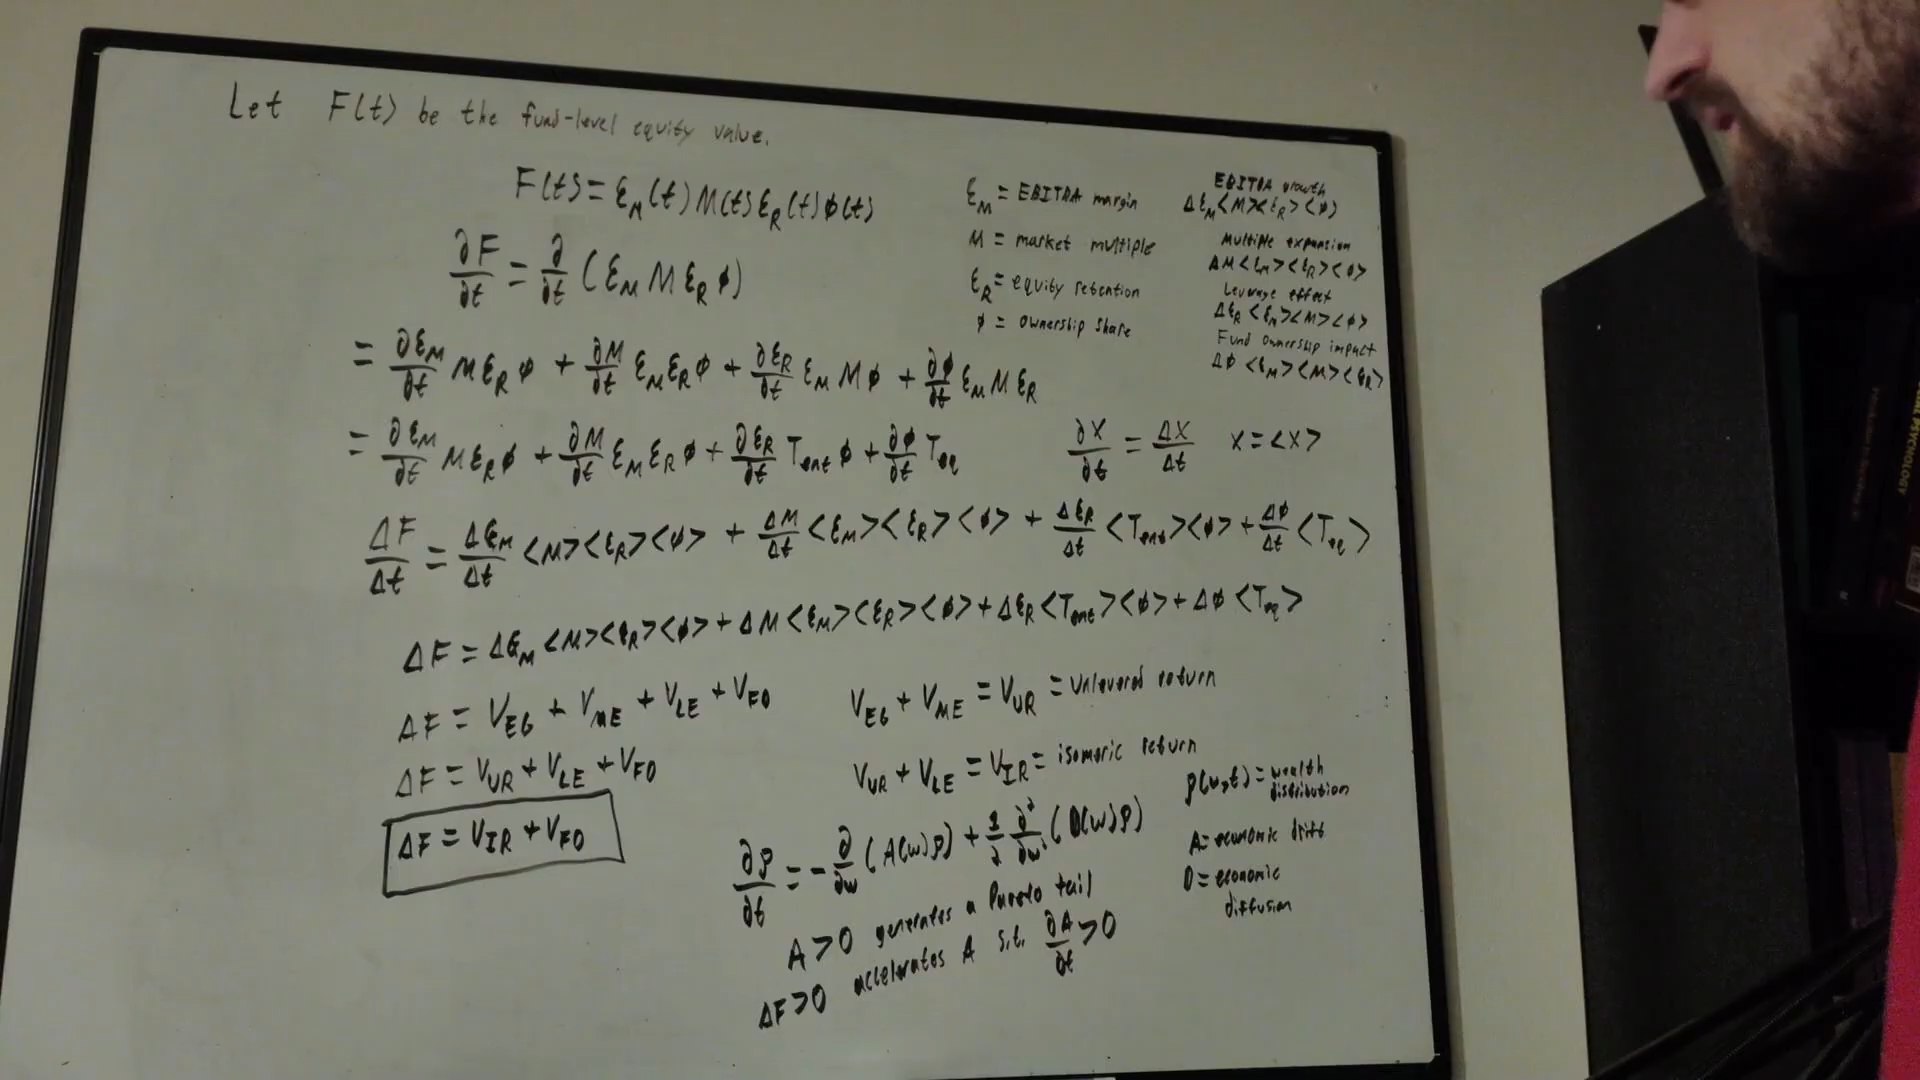 Let F(t) be the fund-level equity value.
F(t) = ℰ_M(t) M(t) ℰ_R(t) ϕ(t)
∂F/∂t = ∂/∂t (ℰ_M M ℰ_R ϕ)
= ∂ℰ_M/∂t M ℰ_R ϕ + ∂M/∂t ℰ_M ℰ_R ϕ + ∂ℰ_R/∂t ℰ_M M ϕ + ∂ϕ/∂t ℰ_M M ℰ_R
= ∂ℰ_M/∂t M ℰ_R ϕ + ∂M/∂t ℰ_M ℰ_R ϕ + ∂ℰ_R/∂t T_ent ϕ + ∂ϕ/∂t T_eq
ΔF/Δt = Δℰ_M/Δt <M><ℰ_R><ϕ> + ΔM/Δt <ℰ_M><ℰ_R><ϕ> + Δℰ_R/Δt <T_ent><ϕ> + Δϕ/Δt <T_eq>
ΔF = Δℰ_M <M><ℰ_R><ϕ> + ΔM <ℰ_M><ℰ_R><ϕ> + Δℰ_R <T_ent><ϕ> + Δϕ <T_eq>
ΔF = V_EG + V_ME + V_LE + V_FO
ΔF = V_UR + V_LE + V_FO
ΔF = V_IR + V_FO
ℰ_M = EBITDA margin
M = market multiple
ℰ_R = equity retention
ϕ = ownership share
EBITDA growth
Δℰ_M <M><ℰ_R><ϕ>
Multiple expansion
ΔM <ℰ_M><ℰ_R><ϕ>
Leverage effect
Δℰ_R <ℰ_M><M><ϕ>
Fund Ownership impact
Δϕ <ℰ_M><M><ℰ_R>
∂X/∂t = ΔX/Δt X = <X>
V_EG + V_ME = V_UR = Unlevered return
V_UR + V_LE = V_IR = isomeric return
∂ρ/∂t = - ∂/∂w (A(w)ρ) + 1/2 ∂²/∂w² (D(w)ρ)
A > 0 generates a Pareto tail
ΔF > 0 accelerates A s.t. ∂A/∂t > 0
ρ(w,t) = wealth
distribution
A = economic drift
D = economic
diffusion
PSYCHOLOGY